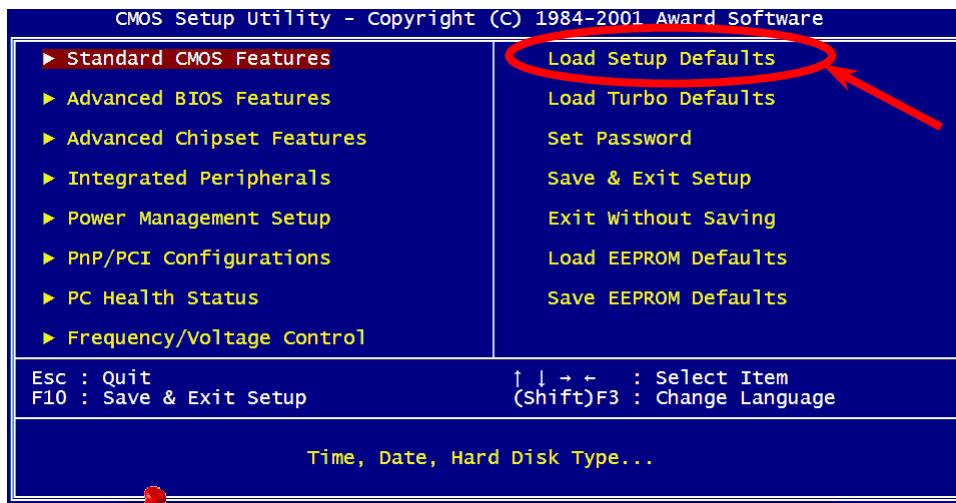 CMOS Setup Utility - Copyright (C) 1984-2001 Award Software
► Standard CMOS Features
► Advanced BIOS Features
► Advanced Chipset Features
► Integrated Peripherals
► Power Management Setup
► PnP/PCI Configurations
► PC Health Status
► Frequency/Voltage Control
Load Setup Defaults
Load Turbo Defaults
Set Password
Save & Exit Setup
Exit Without Saving
Load EEPROM Defaults
Save EEPROM Defaults
Esc : Quit
F10 : Save & Exit Setup
↑ ↓ → ← : Select Item
(Shift)F3 : Change Language
Time, Date, Hard Disk Type...